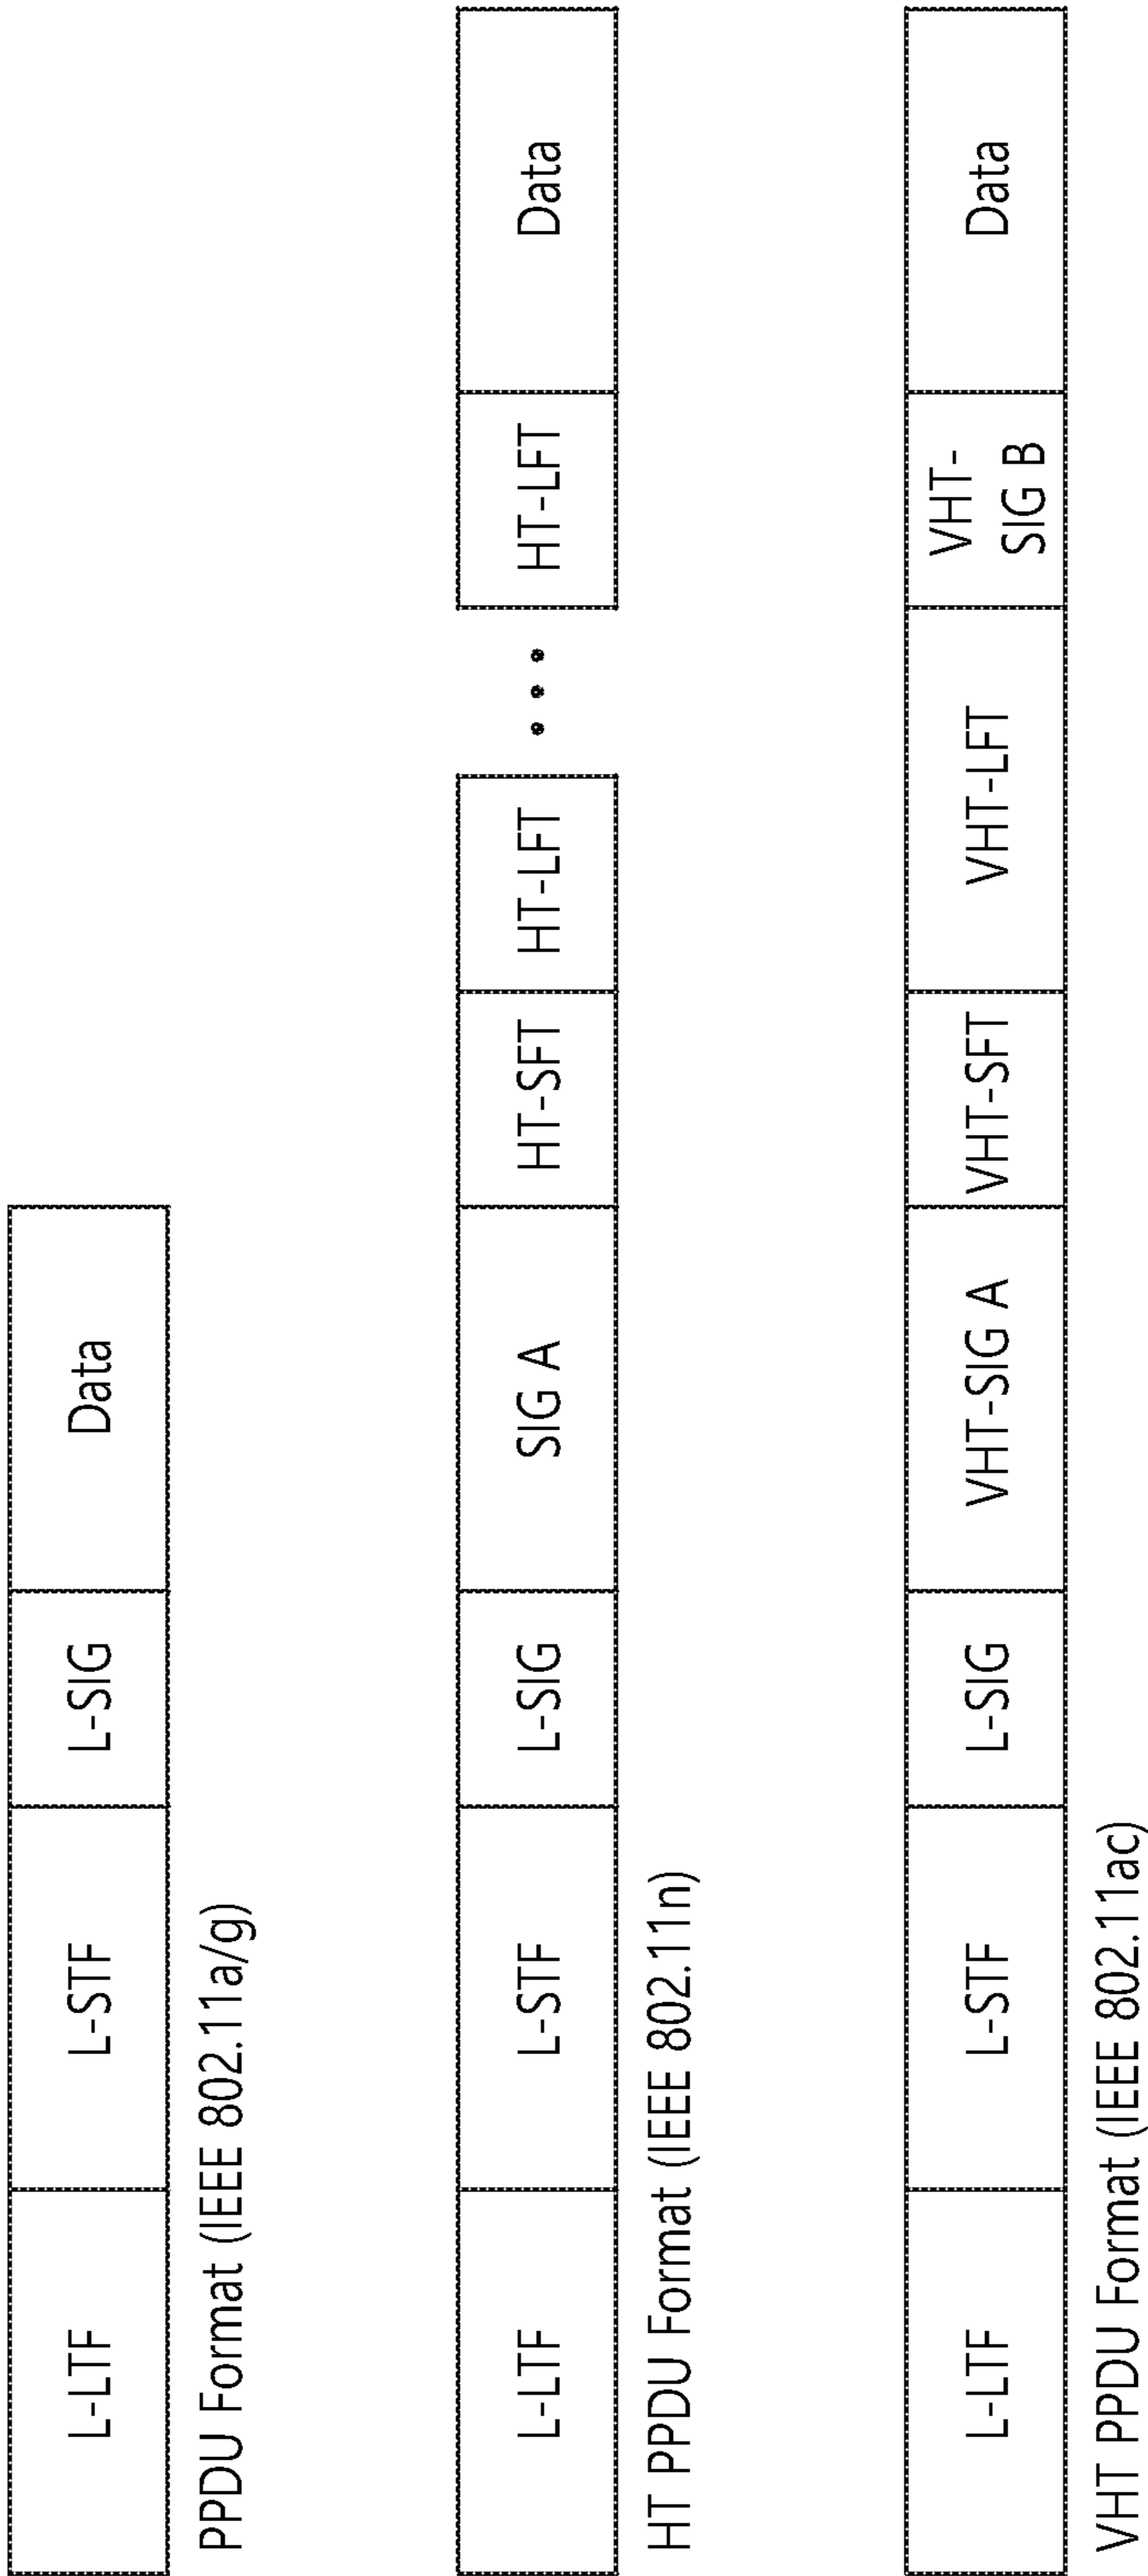 L-LTF L-STF L-SIG Data
PPDU Format (IEEE 802.11a/g)
L-LTF L-STF L-SIG SIG A HT-SFT HT-LFT ••• HT-LFT Data
HT PPDU Format (IEEE 802.11n)
L-LTF L-STF L-SIG VHT-SIG A VHT-SFT VHT-LFT VHT-
SIG B Data
VHT PPDU Format (IEEE 802.11ac)